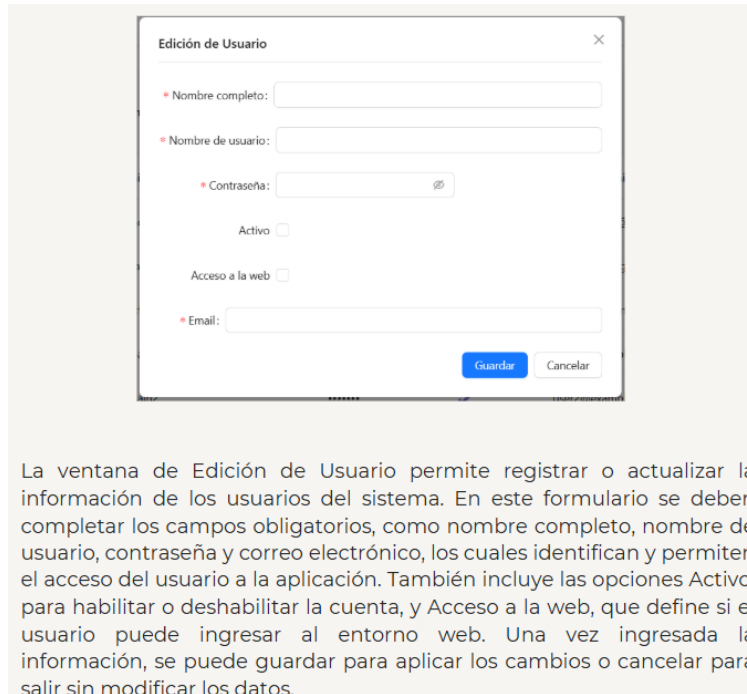 Edición de Usuario
* Nombre completo:
* Nombre de usuario:
* Contraseña:
Activo
Acceso a la web
* Email:
Guardar Cancelar
La ventana de Edición de Usuario permite registrar o actualizar
información de los usuarios del sistema. En este formulario se
completar los campos obligatorios, como nombre completo, nombre
usuario, contraseña y correo electrónico, los cuales identifican y
el acceso del usuario a la aplicación. También incluye las opciones Activo
para habilitar o deshabilitar la cuenta, y Acceso a la web, que define si
usuario puede ingresar al entorno web. Una vez ingresada
información, se puede guardar para aplicar los cambios o cancelar para
salir sin modificar los datos.